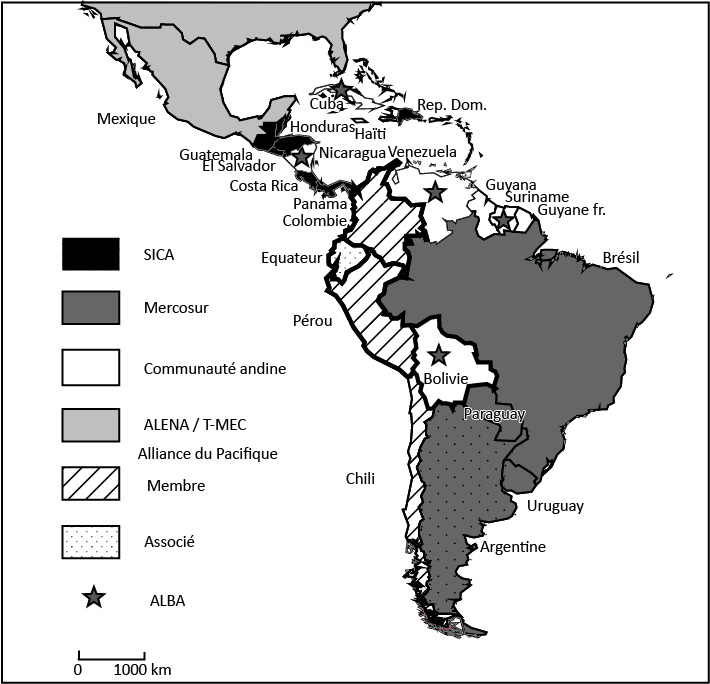 Cuba
Rep. Dom.
Mexique
Honduras
Haïti
Guatemala
Nicaragua
Venezuela
El Salvador
Costa Rica
Guyana
Suriname
Panama
Guyane fr.
Colombie
SICA
Equateur
Brésil
Mercosur
Pérou
Communauté andine
Bolivie
ALENA / T-MEC
Paraguay
Alliance du Pacifique
Membre
Chili
Uruguay
Associé
Argentine
ALBA
0 1000 km